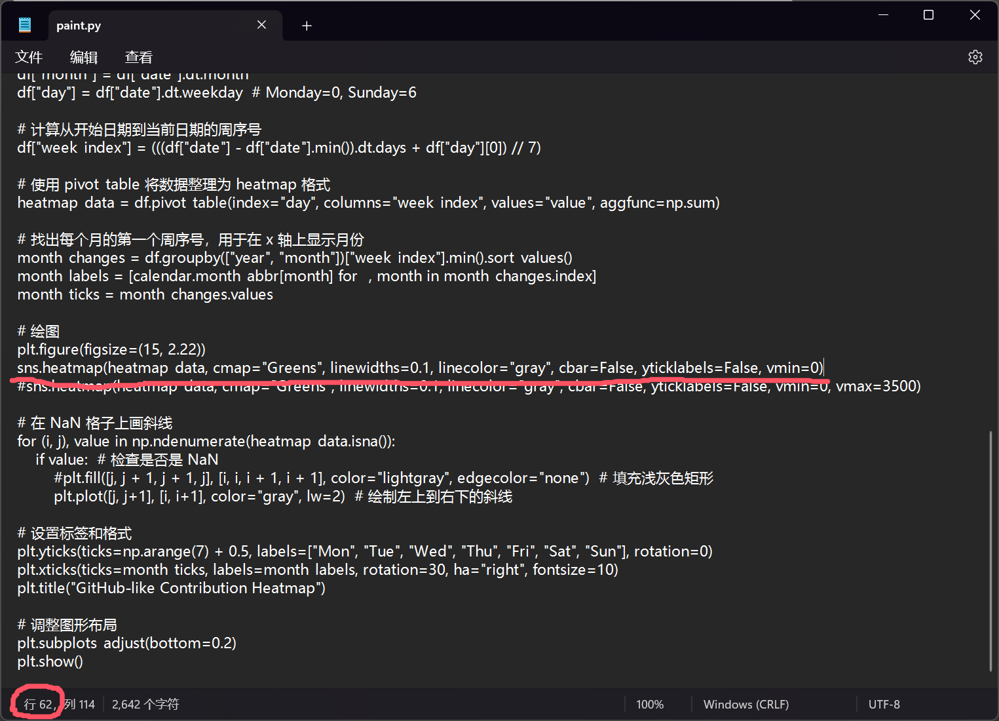 paint.py
文件 编辑 查看
df["month"] = df["date"].dt.month
df["day"] = df["date"].dt.weekday  # Monday=0, Sunday=6
# 计算从开始日期到当前日期的周序号
df["week index"] = (((df["date"] - df["date"].min()).dt.days + df["day"][0]) // 7)
# 使用 pivot table 将数据整理为 heatmap 格式
heatmap data = df.pivot table(index="day", columns="week index", values="value", aggfunc=np.sum)
# 找出每个月的第一个周序号，用于在 x 轴上显示月份
month changes = df.groupby(["year", "month"])["week index"].min().sort values()
month labels = [calendar.month abbr[month] for  , month in month changes.index]
month ticks = month changes.values
# 绘图
plt.figure(figsize=(15, 2.22))
sns.heatmap(heatmap data, cmap="Greens", linewidths=0.1, linecolor="gray", cbar=False, yticklabels=False, vmin=0)
#sns.heatmap(heatmap data, cmap="Greens", linewidths=0.1, linecolor="gray", cbar=False, yticklabels=False, vmin=0, vmax=3500)
# 在 NaN 格子上画斜线
for (i, j), value in np.ndenumerate(heatmap data.isna()):
    if value:  # 检查是否是 NaN
        #plt.fill([j, j + 1, j + 1, j], [i, i, i + 1, i + 1], color="lightgray", edgecolor="none")  # 填充浅灰色矩形
        plt.plot([j, j+1], [i, i+1], color="gray", lw=2)  # 绘制左上到右下的斜线
# 设置标签和格式
plt.yticks(ticks=np.arange(7) + 0.5, labels=["Mon", "Tue", "Wed", "Thu", "Fri", "Sat", "Sun"], rotation=0)
plt.xticks(ticks=month ticks, labels=month labels, rotation=30, ha="right", fontsize=10)
plt.title("GitHub-like Contribution Heatmap")
# 调整图形布局
plt.subplots adjust(bottom=0.2)
plt.show()
行 62, 列 114 2,642 个字符 100% Windows (CRLF) UTF-8